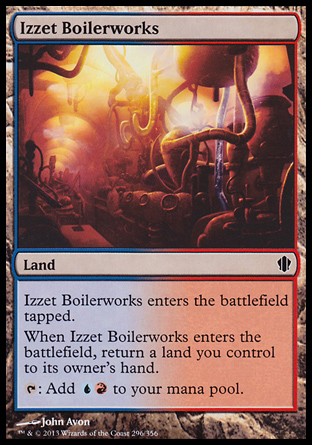 Izzet Boilerworks
Land
Izzet Boilerworks enters the battlefield
tapped.
When Izzet Boilerworks enters the
battlefield, return a land you control
to its owner's hand.
: Add to your mana pool.
John Avon
™ & © 2013 Wizards of the Coast 296/356